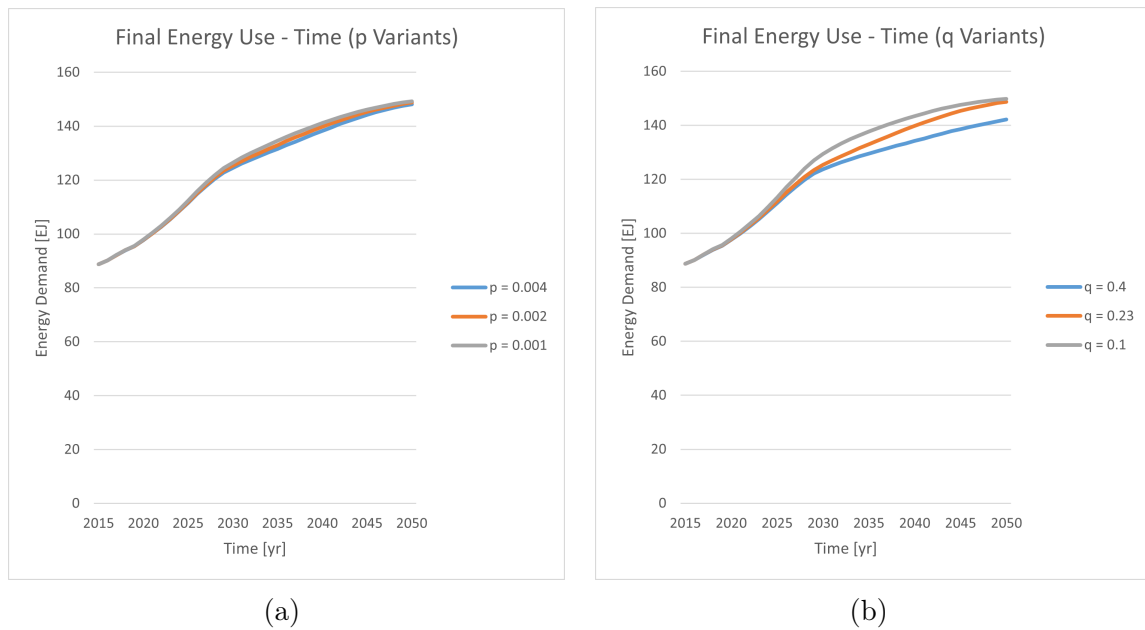 Final Energy Use - Time (p Variants)
160
140
120
100
80
60
40
20
0
Energy Demand [EJ]
2015 2020 2025 2030 2035 2040 2045 2050
Time [yr]
p = 0.004
p = 0.002
p = 0.001
(a)
Final Energy Use - Time (q Variants)
160
140
120
100
80
60
40
20
0
Energy Demand [EJ]
2015 2020 2025 2030 2035 2040 2045 2050
Time [yr]
q = 0.4
q = 0.23
q = 0.1
(b)